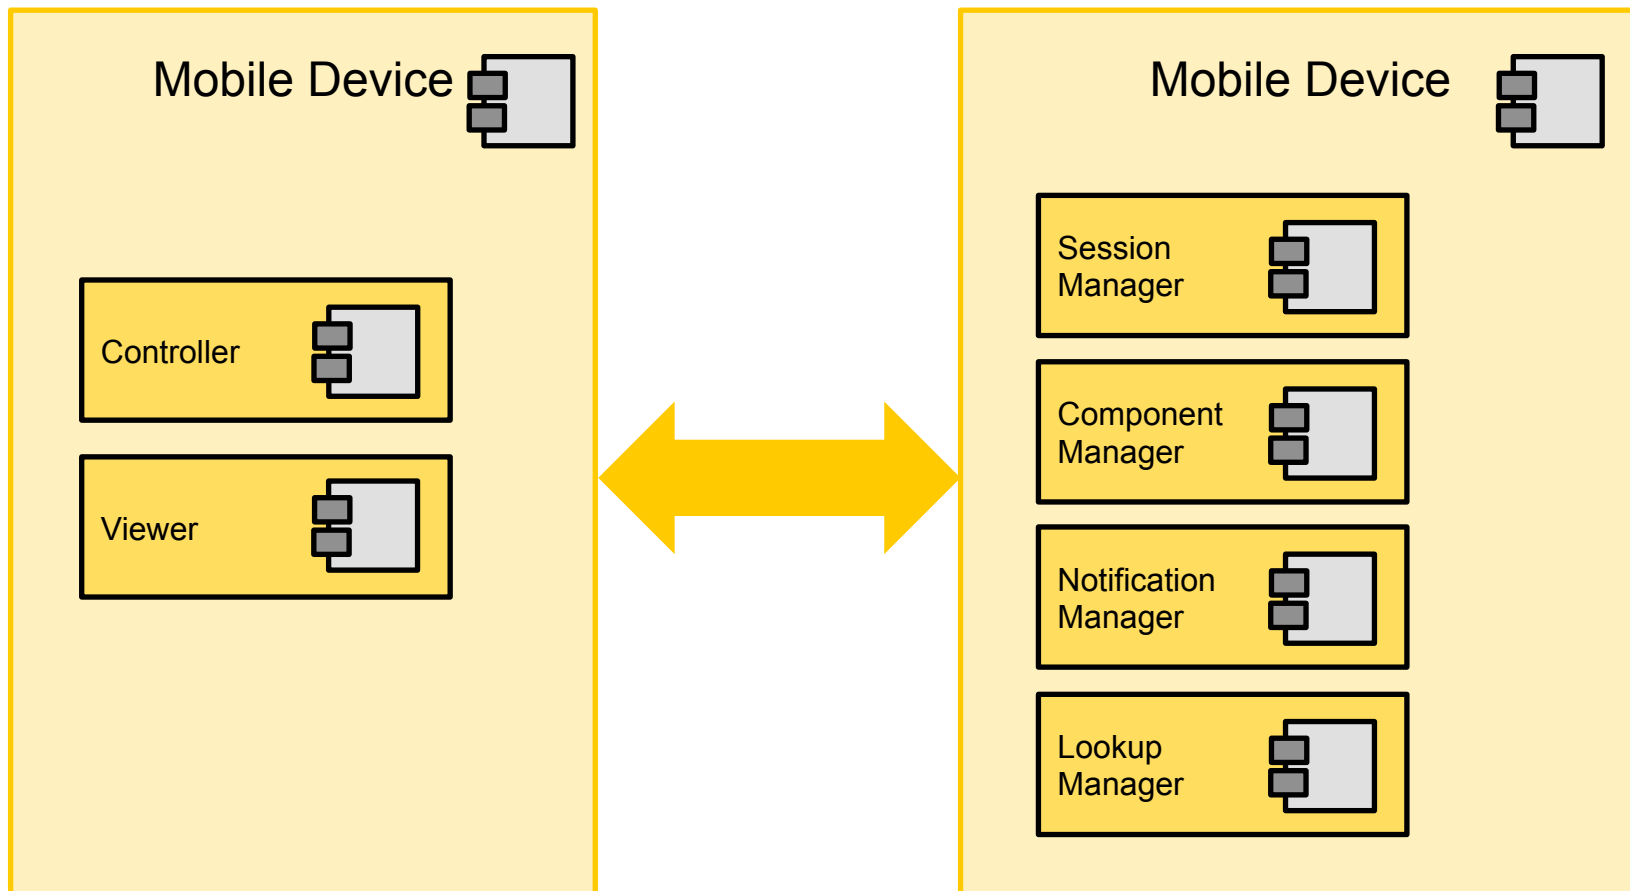 Mobile Device
Controller
Viewer
Mobile Device
Session
Manager
Component
Manager
Notification
Manager
Lookup
Manager